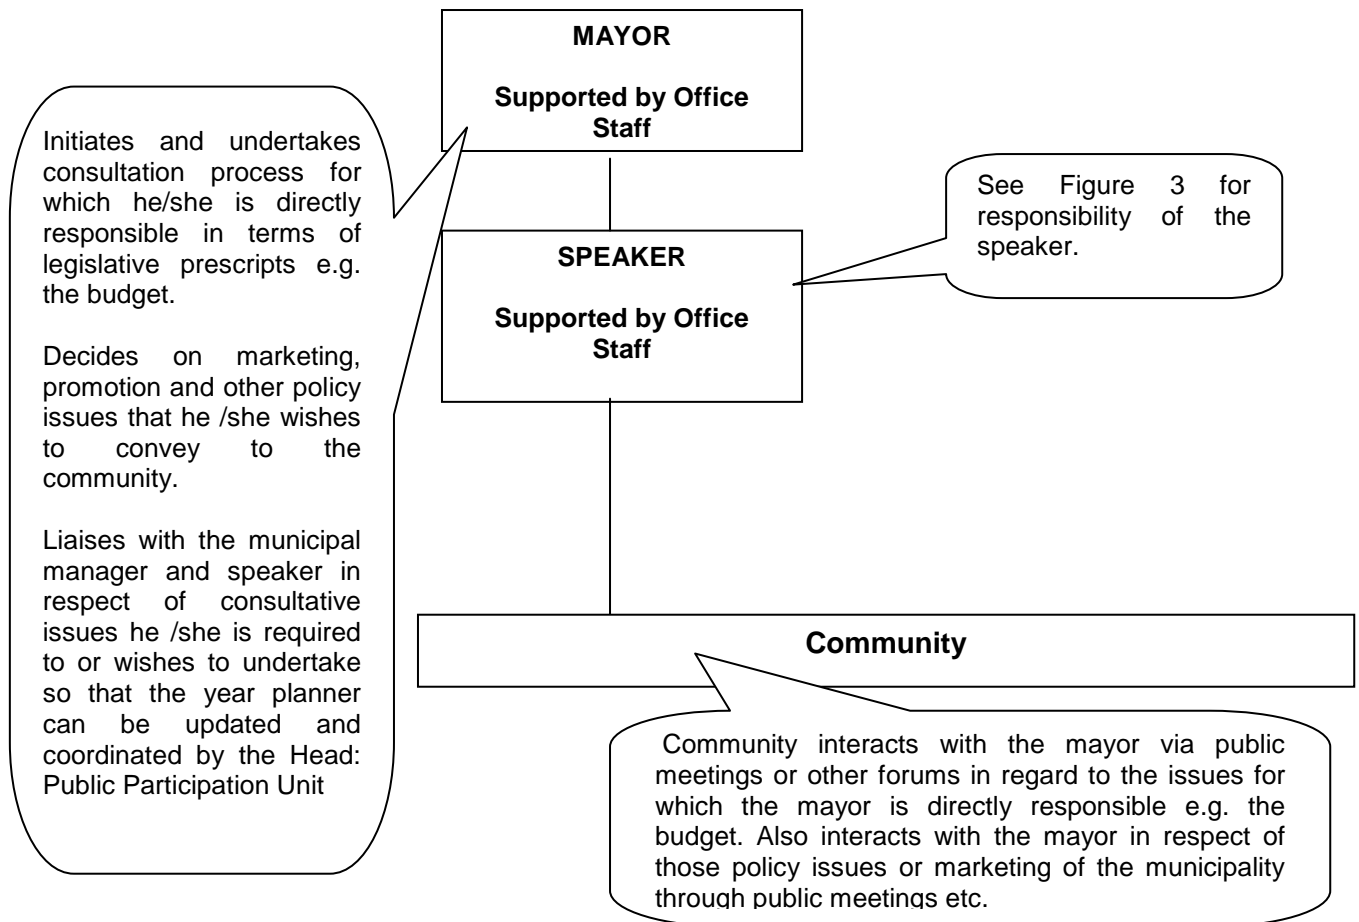 MAYOR
Supported by Office
Staff
Initiates and undertakes
consultation process for
which he/she is directly
responsible in terms of
legislative prescripts e.g.
the budget.
Decides on marketing,
promotion and other policy
issues that he /she wishes
to convey to the
community.
Liaises with the municipal
manager and speaker in
respect of consultative
issues he /she is required
to or wishes to undertake
so that the year planner
can be updated and
coordinated by the Head:
Public Participation Unit
SPEAKER
Supported by Office
Staff
See Figure 3 for
responsibility of the
speaker.
Community
Community interacts with the mayor via public
meetings or other forums in regard to the issues for
which the mayor is directly responsible e.g. the
budget. Also interacts with the mayor in respect of
those policy issues or marketing of the municipality
through public meetings etc.